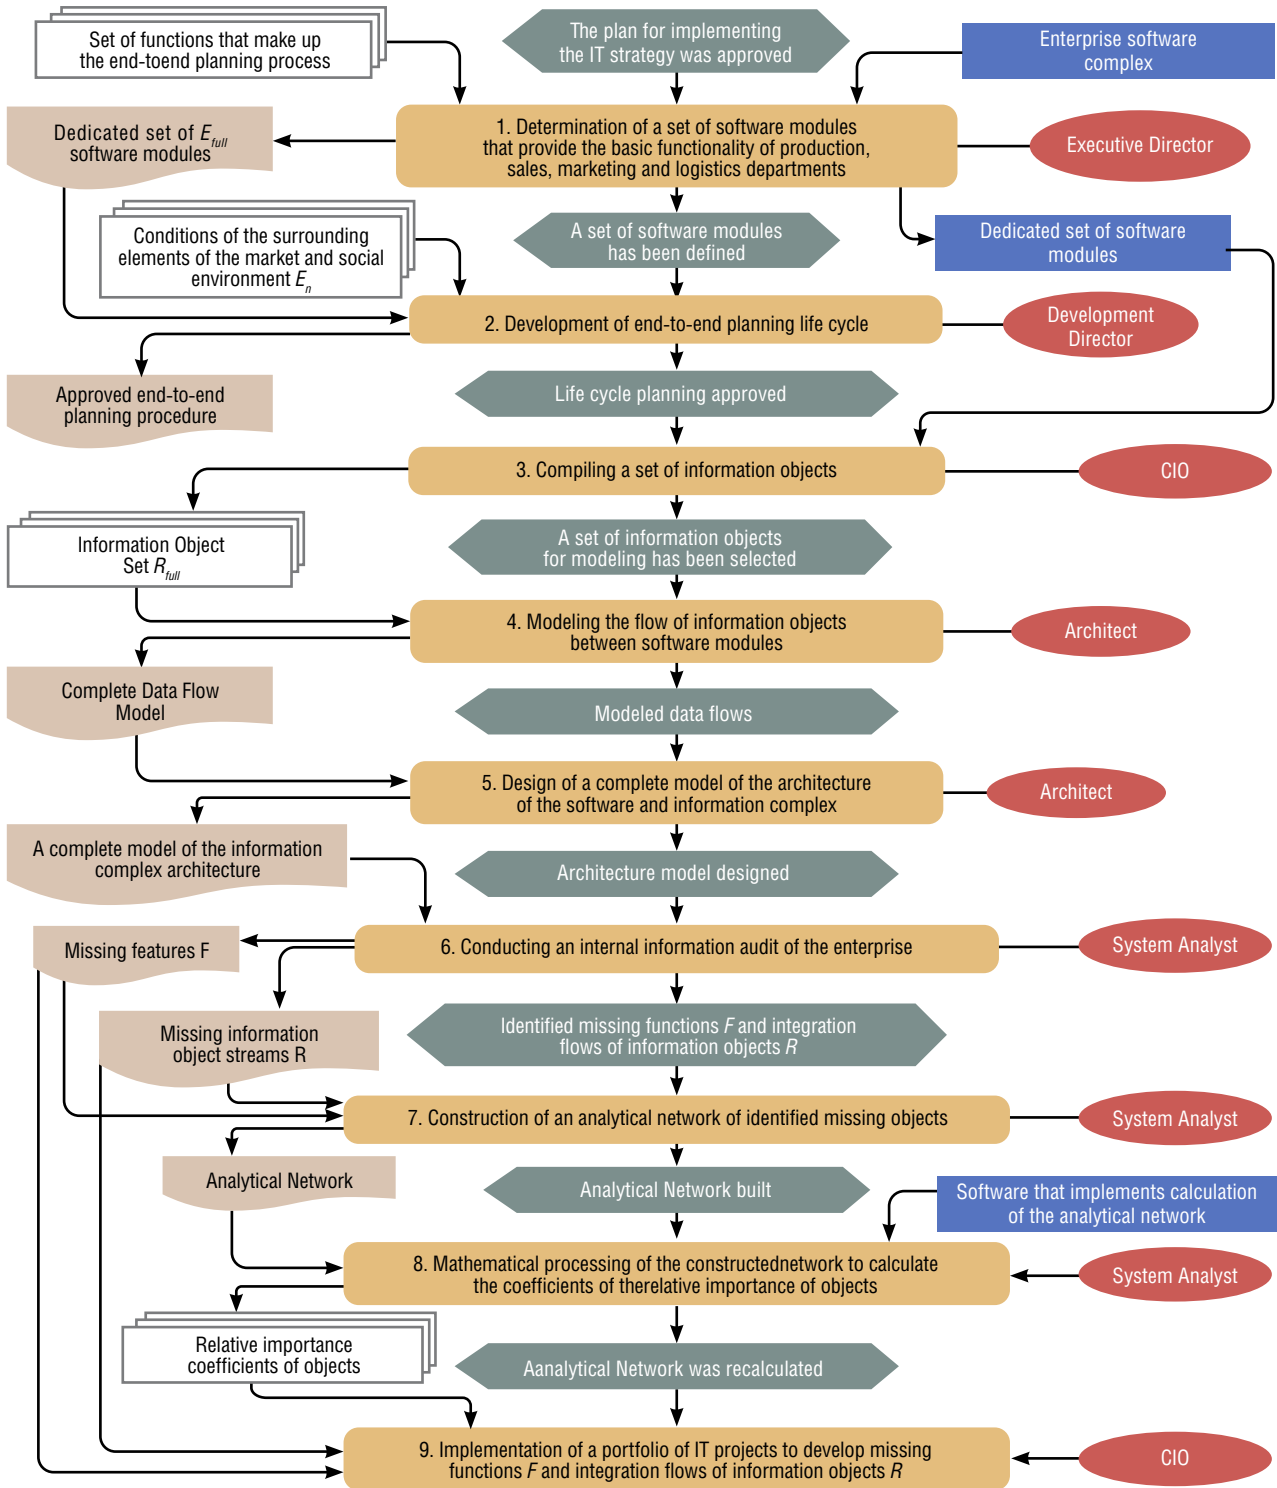 Set of functions that make up
the end-toend planning process
The plan for implementing
the IT strategy was approved
Enterprise software
complex
Dedicated set of E_full
software modules
1. Determination of a set of software modules
that provide the basic functionality of production,
sales, marketing and logistics departments
Executive Director
Conditions of the surrounding
elements of the market and social
environment E_n
A set of software modules
has been defined
Dedicated set of software
modules
2. Development of end-to-end planning life cycle
Development
Director
Approved end-to-end
planning procedure
Life cycle planning approved
3. Compiling a set of information objects
CIO
Information Object
Set R_full
A set of information objects
for modeling has been selected
4. Modeling the flow of information objects
between software modules
Architect
Complete Data Flow
Model
Modeled data flows
5. Design of a complete model of the architecture
of the software and information complex
Architect
A complete model of the information
complex architecture
Architecture model designed
Missing features F
6. Conducting an internal information audit of the enterprise
System Analyst
Missing information
object streams R
Identified missing functions F and integration
flows of information objects R
7. Construction of an analytical network of identified missing objects
System Analyst
Analytical Network
Analytical Network built
Software that implements calculation
of the analytical network
8. Mathematical processing of the constructednetwork to calculate
the coefficients of therelative importance of objects
System Analyst
Relative importance
coefficients of objects
Aanalytical Network was recalculated
9. Implementation of a portfolio of IT projects to develop missing
functions F and integration flows of information objects R
CIO